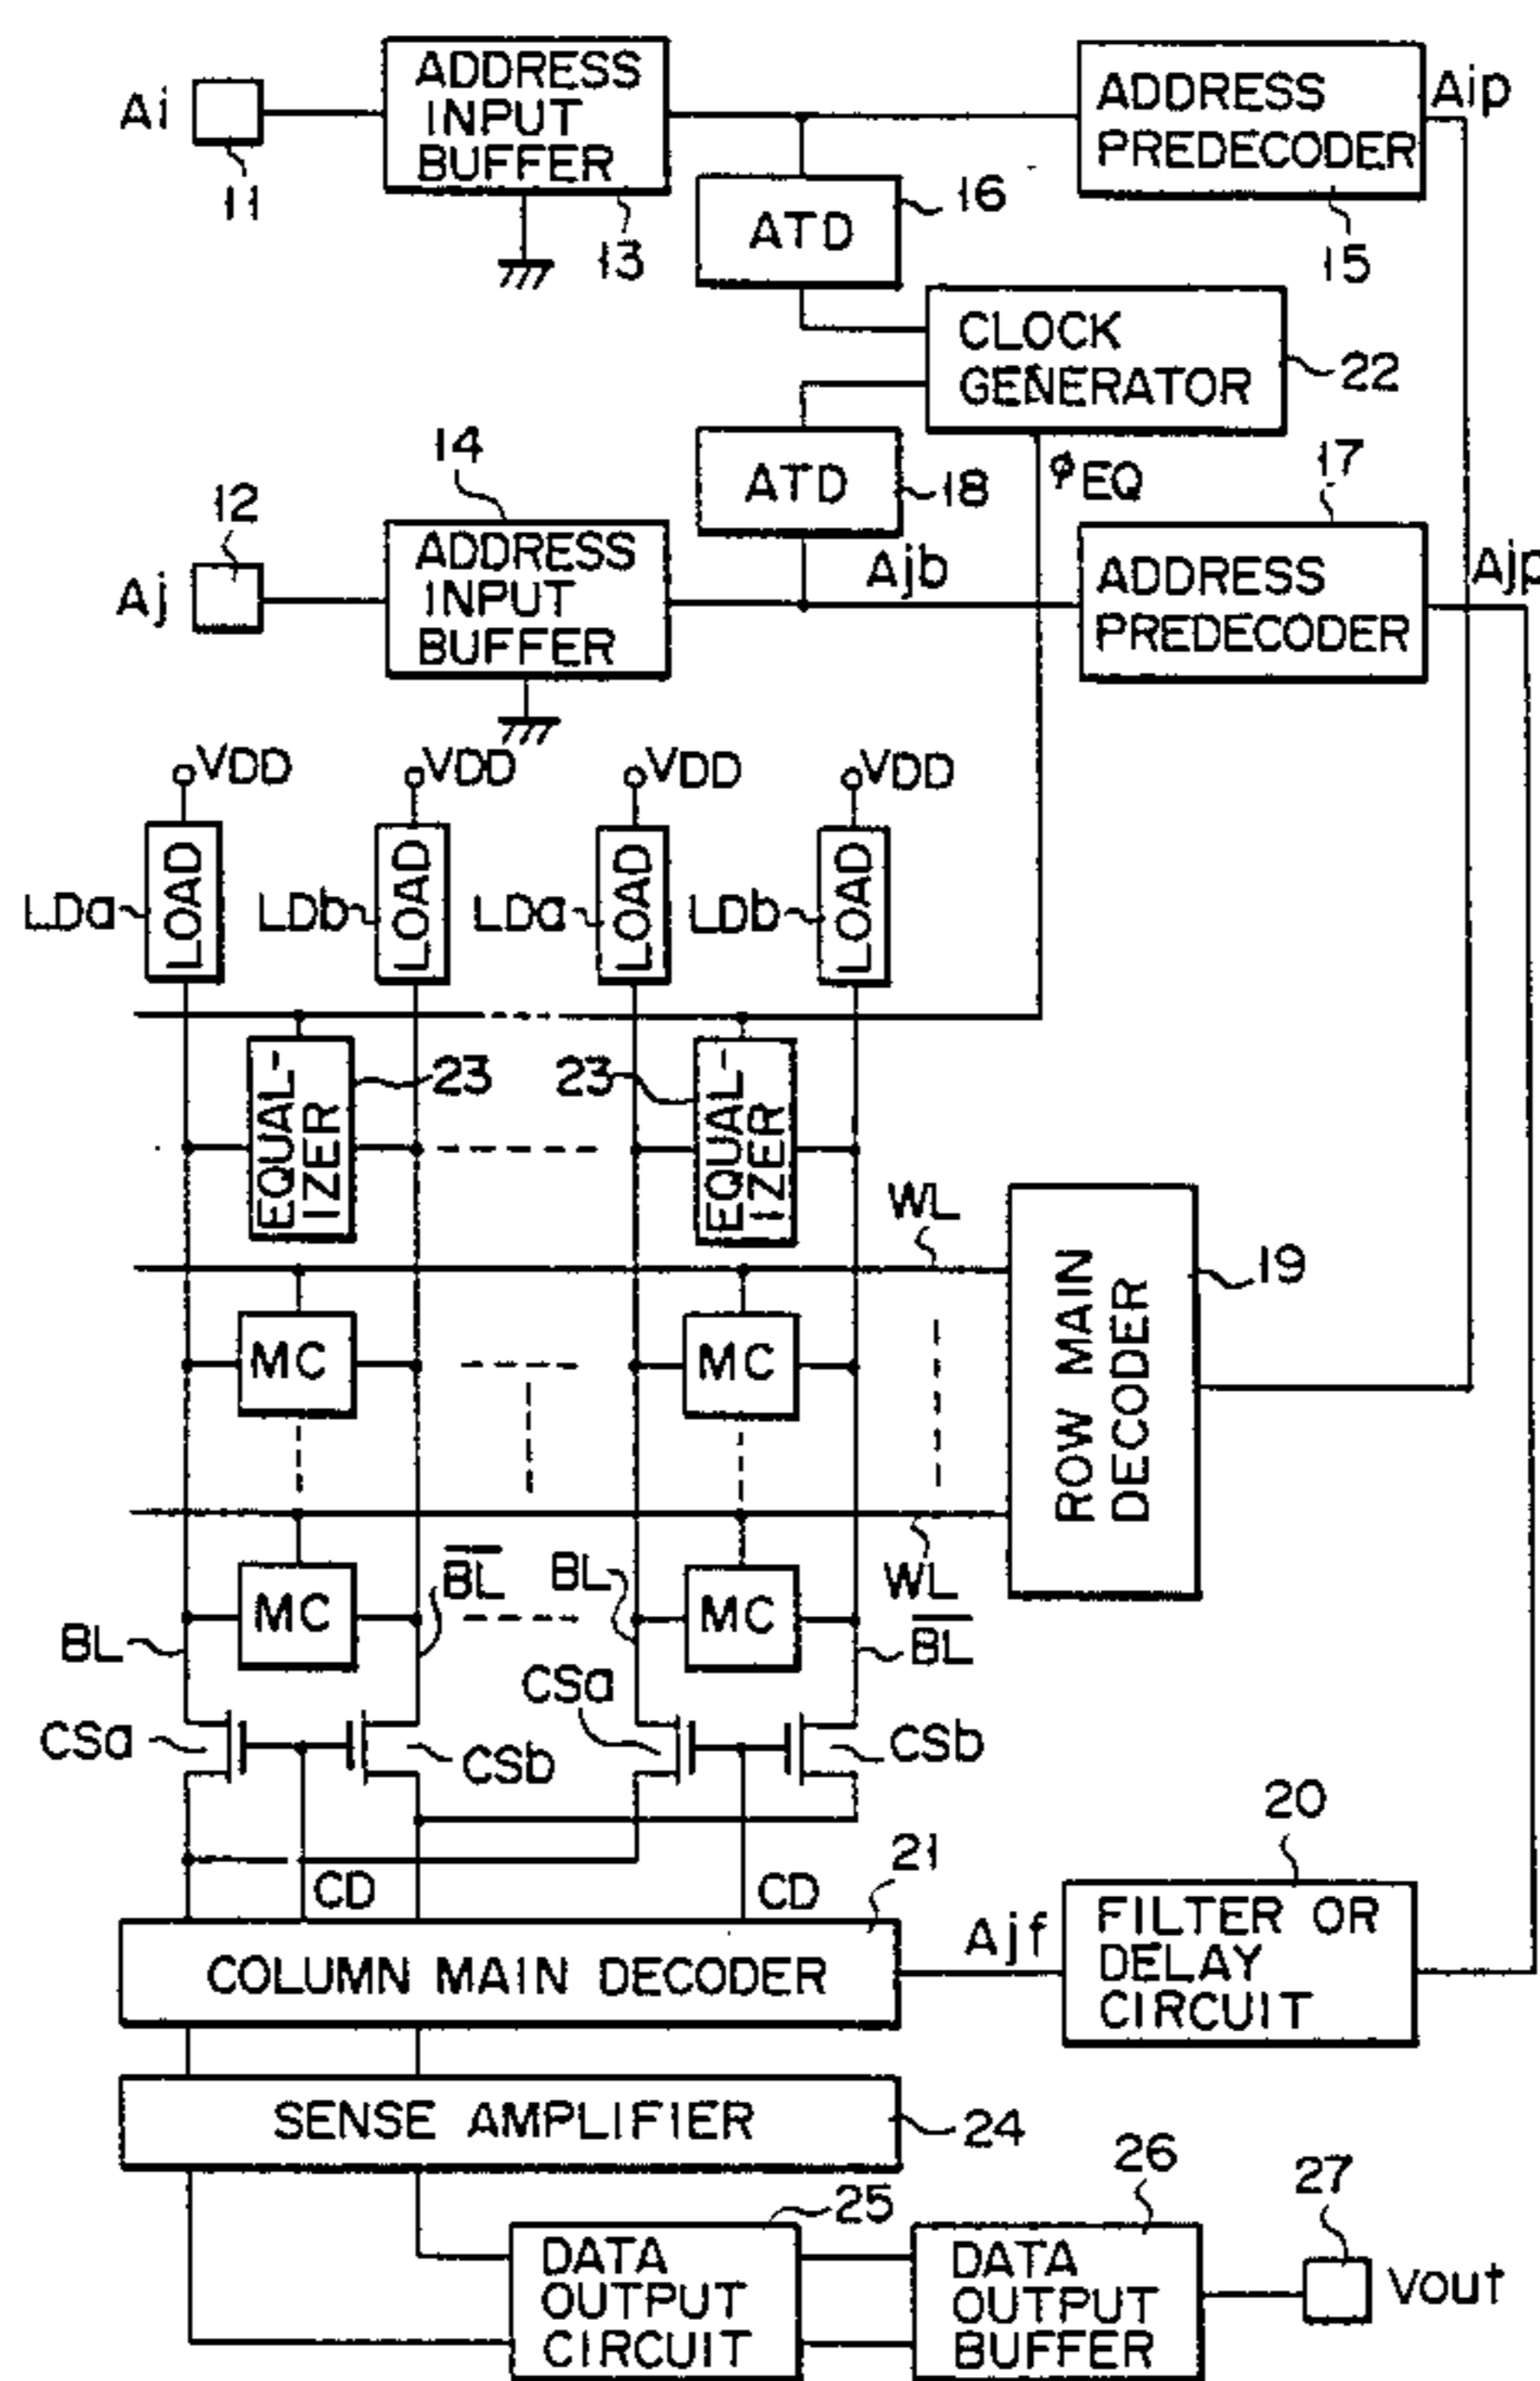 Ai
11
ADDRESS
INPUT
BUFFER
13
ATD
16
ADDRESS
PREDECODER
15
Aip
CLOCK
GENERATOR
22
φEQ
ATD
18
Aj
12
14
ADDRESS
INPUT
BUFFER
Ajb
17
ADDRESS
PREDECODER
Ajp
VDD
VDD
VDD
VDD
LDa
LOAD
LDb
LOAD
LDa
LOAD
LDb
LOAD
EQUAL-
IZER
23
23
EQUAL-
IZER
WL
MC
MC
ROW MAIN
DECODER
19
MC
BL
B̅L̅
BL
MC
WL
B̅L̅
CSa
CSb
CSa
CSb
CD
CD
21
COLUMN MAIN DECODER
Ajf
20
FILTER OR
DELAY
CIRCUIT
SENSE AMPLIFIER
24
25
DATA
OUTPUT
CIRCUIT
26
DATA
OUTPUT
BUFFER
27
Vout